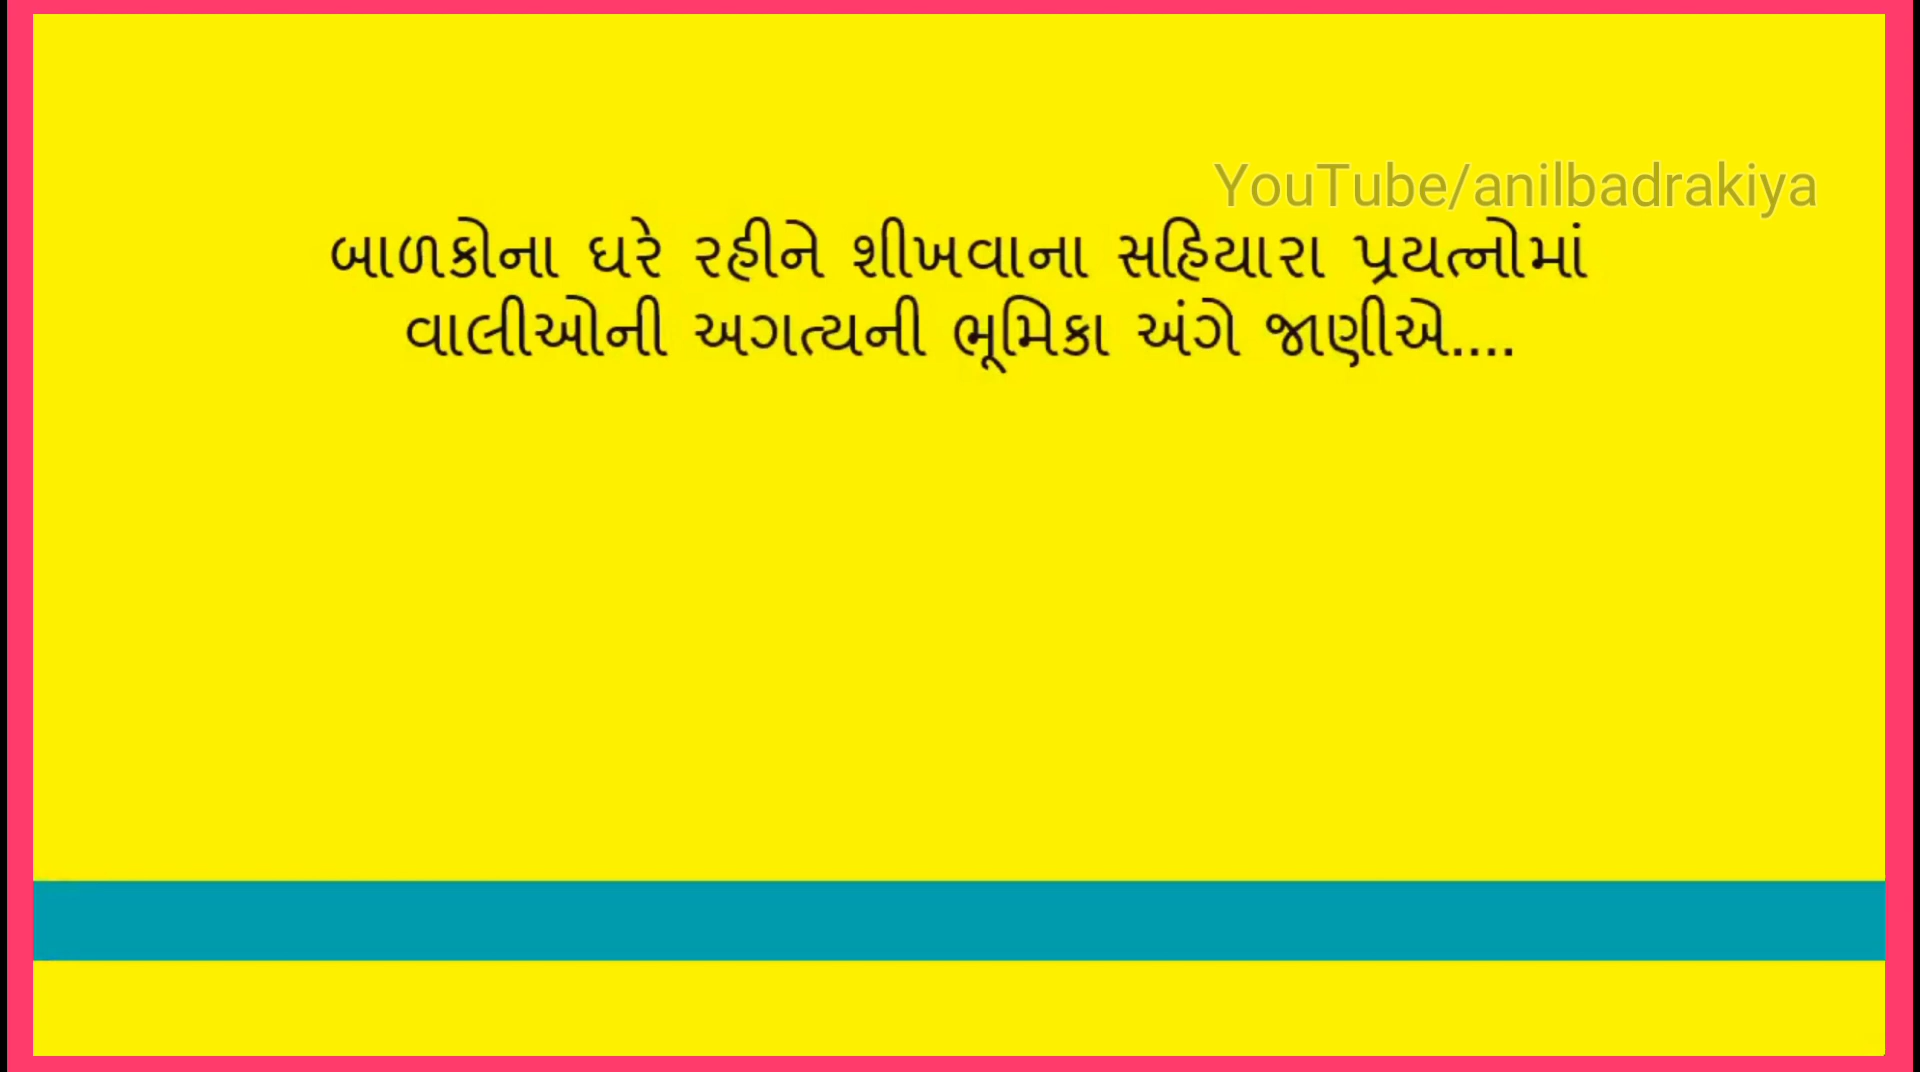 YouTube/anilbadrakiya
બાળકોના ઘરે રહીને શીખવાના સહિયારા પ્રયત્નોમાં
વાલીઓની અગત્યની ભૂમિકા અંગે જાણીએ....